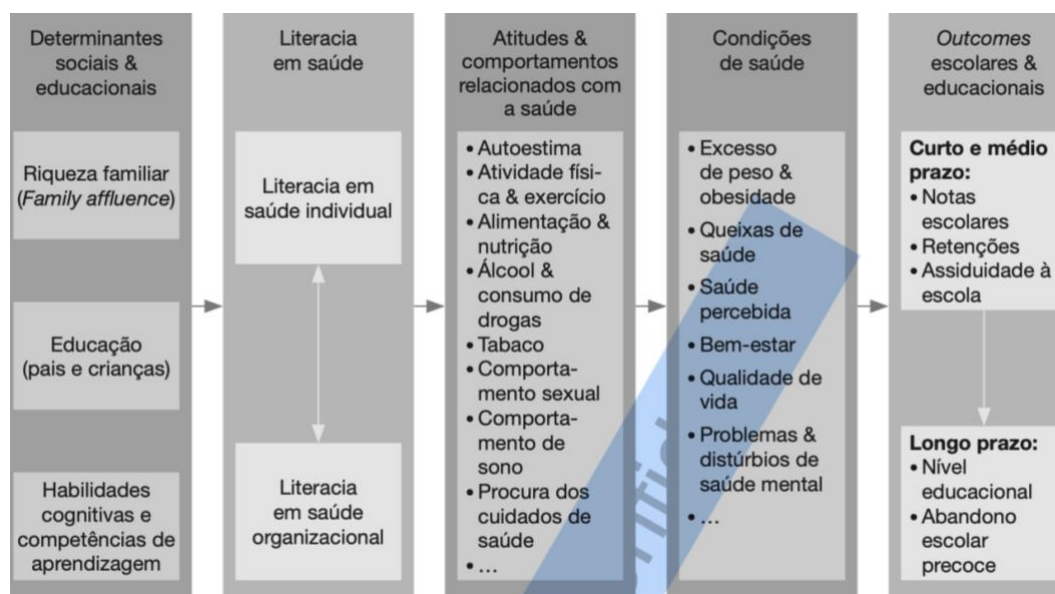 Determinantes
sociais &
educacionais
Riqueza familiar
(Family affluence)
Educação
(pais e crianças)
Habilidades
cognitivas e
competências de
aprendizagem
Literacia
em saúde
Literacia em
saúde individual
Literacia
em saúde
organizacional
Atitudes &
comportamentos
relacionados com
a saúde
• Autoestima
• Atividade físi-
ca & exercício
• Alimentação &
nutrição
• Álcool &
consumo de
drogas
• Tabaco
• Comporta-
mento sexual
• Comporta-
mento de
sono
• Procura dos
cuidados de
saúde
• ...
Condições
de saúde
• Excesso
de peso &
obesidade
• Queixas de
saúde
• Saúde
percebida
• Bem-estar
• Qualidade de
vida
• Problemas &
distúrbios de
saúde mental
• ...
Outcomes
escolares &
educacionais
Curto e médio
prazo:
• Notas
escolares
• Retenções
• Assiduidade à
escola
Longo prazo:
• Nível
educacional
• Abandono
escolar
precoce